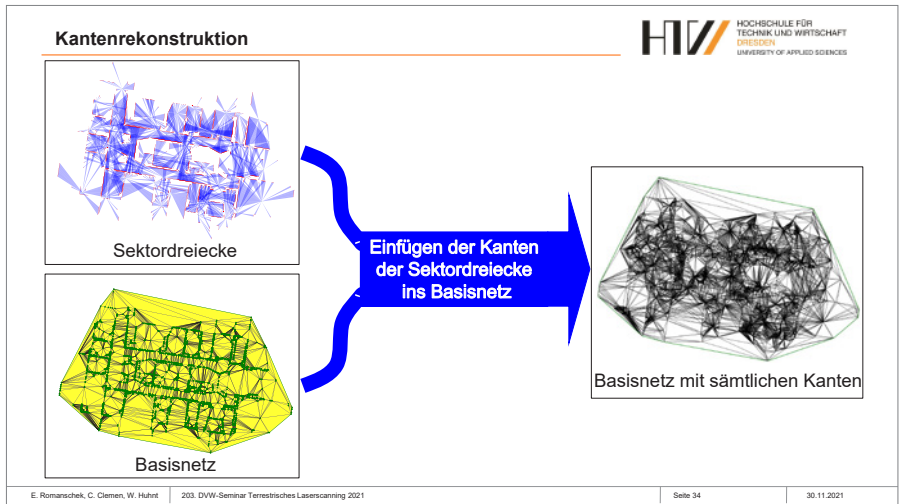 Kantenrekonstruktion
HTW
HOCHSCHULE FÜR
TECHNIK UND WIRTSCHAFT
DRESDEN
UNIVERSITY OF APPLIED SCIENCES
Sektordreiecke
Einfügen der Kanten
der Sektordreiecke
ins Basisnetz
Basisnetz
Basisnetz mit sämtlichen Kanten
E. Romanschek, C. Clemen, W. Huhnt
203. DVW-Seminar Terrestrisches Laserscanning 2021
Seite 34
30.11.2021